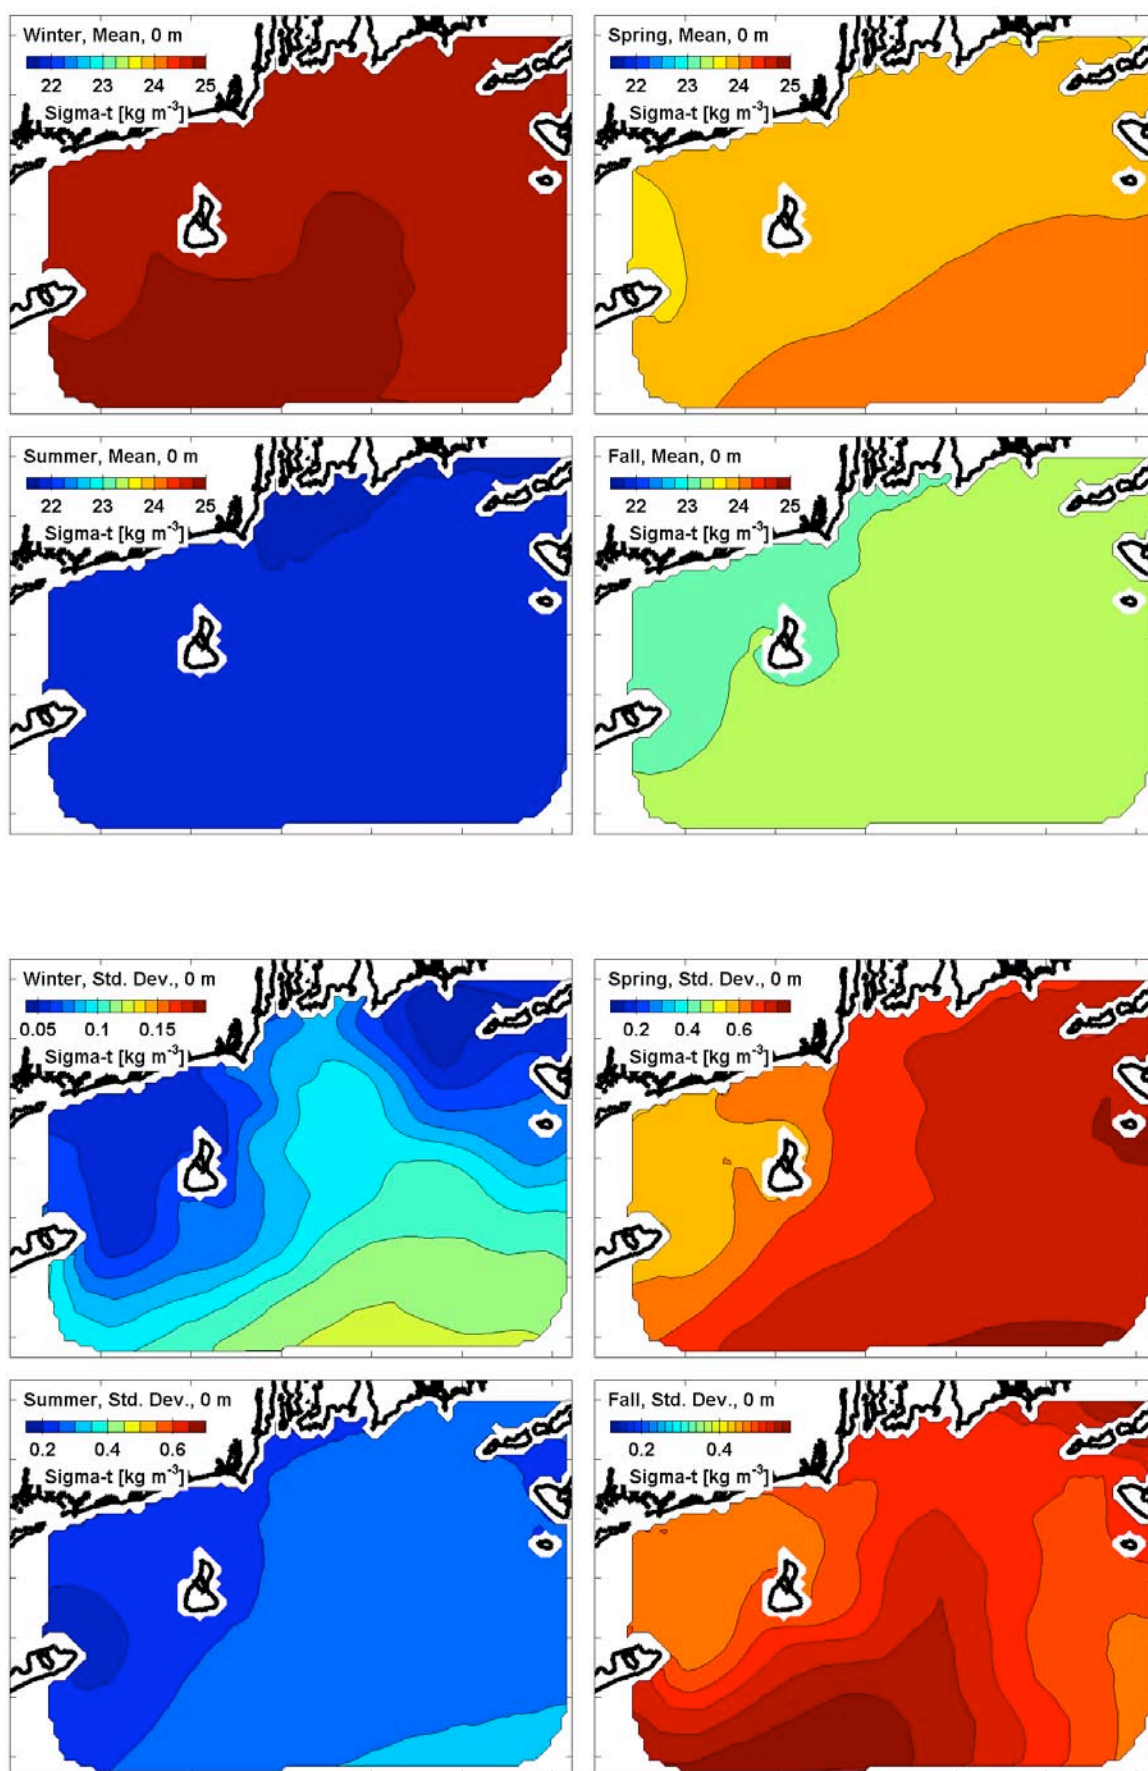 Winter, Mean, 0 m
22 23 24 25
Sigma-t [kg m-3]
Spring, Mean, 0 m
22 23 24 25
Sigma-t [kg m-3]
Summer, Mean, 0 m
22 23 24 25
Sigma-t [kg m-3]
Fall, Mean, 0 m
22 23 24 25
Sigma-t [kg m-3]
Winter, Std. Dev., 0 m
0.05 0.1 0.15
Sigma-t [kg m-3]
Spring, Std. Dev., 0 m
0.2 0.4 0.6
Sigma-t [kg m-3]
Summer, Std. Dev., 0 m
0.2 0.4 0.6
Sigma-t [kg m-3]
Fall, Std. Dev., 0 m
0.2 0.4
Sigma-t [kg m-3]